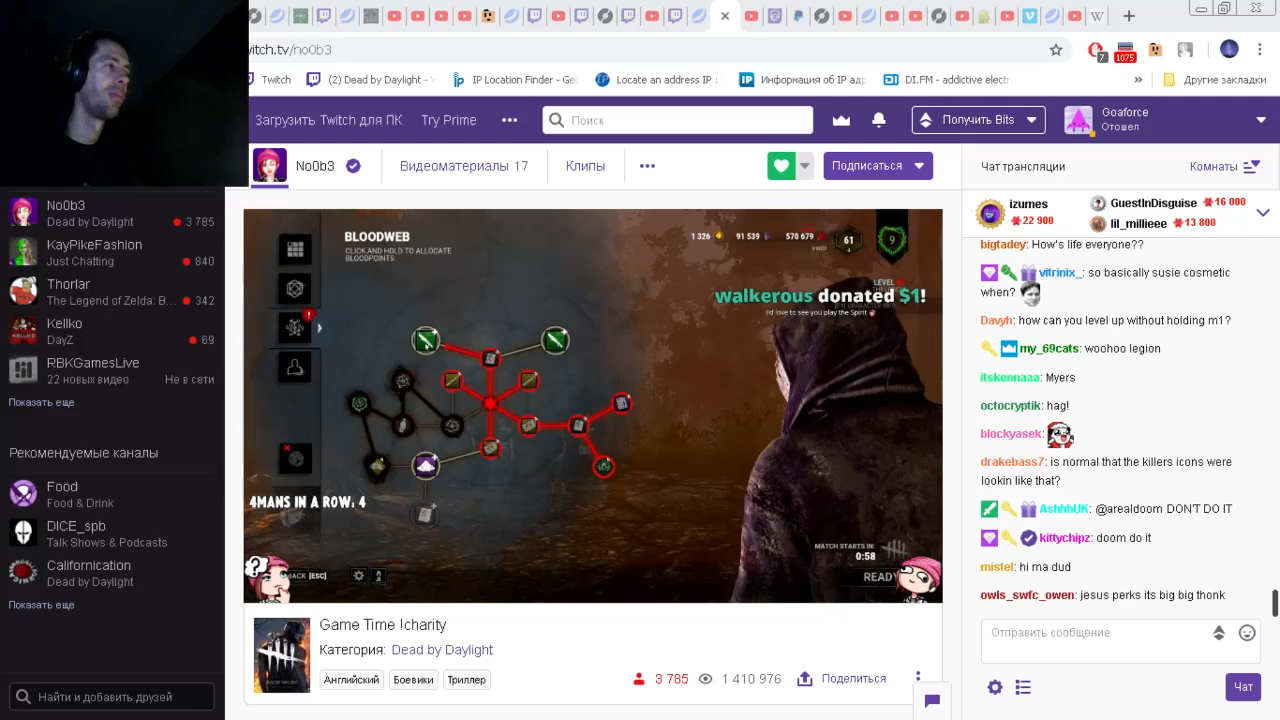 vitch.tv/no0b3
7
1075
Twitch
(2) Dead by Daylight - 
IP Location Finder - Geo
Locate an address IP :
Информация об IP адр
DI.FM - addictive electr
»
Другие закладки
Загрузить Twitch для ПК
Try Prime
Поиск
Получить Bits
Goaforce
Отошел
No0b3
Видеоматериалы 17
Клипы
Подписаться
Чат трансляции
Комнаты
No0b3
Dead by Daylight
3 785
KayPikeFashion
Just Chatting
840
Thorlar
The Legend of Zelda: B...
342
Kellko
DayZ
69
RBKGamesLive
22 новых видео
Не в сети
Показать еще
Рекомендуемые каналы
Food
Food & Drink
DICE_spb
Talk Shows & Podcasts
Californication
Dead by Daylight
Показать еще
Найти и добавить друзей
BLOODWEB
CLICK AND HOLD TO ALLOCATE
BLOODPOINTS
1 326
91 539
570 679
61
9
LEVEL
walkerous donated $1!
I'd love to see you play the Spirit
4MANS IN A ROW: 4
BACK [ESC]
MATCH STARTS IN:
0:58
READY
Game Time !charity
Категория: Dead by Daylight
Английский
Боевики
Триллер
3 785
1 410 976
Поделиться
izumes
22 900
GuestInDisguise
16 000
lil_millieee
13 800
bigtadey: How's life everyone??
vitrinix_: so basically susie cosmetic
when?
Davyh: how can you level up without holding m1?
my_69cats: woohoo legion
itskennaaa: Myers
octocryptik: hag!
blockyasek:
drakebass7: is normal that the killers icons were
lookin like that?
AshhhUK: @arealdoom DON'T DO IT
kittychipz: doom do it
mistel: hi ma dud
owls_swfc_owen: jesus perks its big big thonk
Отправить сообщение
Чат